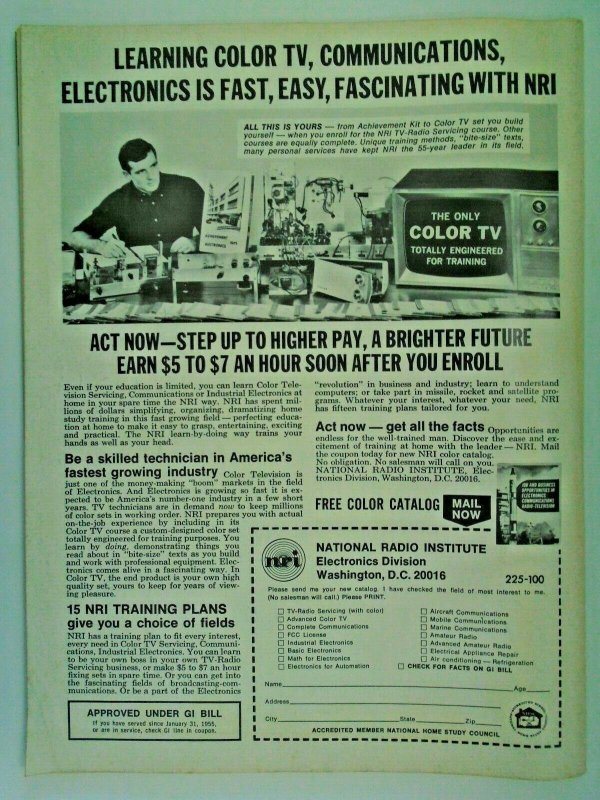 LEARNING COLOR TV, COMMUNICATIONS,
ELECTRONICS IS FAST, EASY, FASCINATING WITH NRI
ALL THIS IS YOURS — from Achievement Kit to Color TV set you build
yourself — when you enroll for the NRI TV-Radio Servicing course. Other
courses are equally complete. Unique training methods, "bite-size" texts,
many personal services have kept NRI the 55-year leader in its field.
ACHIEVEMENT
ELECTRONICS
THE ONLY
COLOR TV
TOTALLY ENGINEERED
FOR TRAINING
ACT NOW—STEP UP TO HIGHER PAY, A BRIGHTER FUTURE
EARN $5 TO $7 AN HOUR SOON AFTER YOU ENROLL
Even if your education is limited, you can learn Color Tele-
vision Servicing, Communications or Industrial Electronics at
home in your spare time the NRI way. NRI has spent mil-
lions of dollars simplifying, organizing, dramatizing home
study training in this fast growing field — perfecting educa-
tion at home to make it easy to grasp, entertaining, exciting
and practical. The NRI learn-by-doing way trains your
hands as well as your head.
Be a skilled technician in America's
fastest growing industry Color Television is
just one of the money-making "boom" markets in the field
of Electronics. And Electronics is growing so fast it is ex-
pected to be America's number-one industry in a few short
years. TV technicians are in demand now to keep millions
of color sets in working order. NRI prepares you with actual
on-the-job experience by including in its
Color TV course a custom-designed color set
totally engineered for training purposes. You
learn by doing, demonstrating things you
read about in "bite-size" texts as you build
and work with professional equipment. Elec-
tronics comes alive in a fascinating way. In
Color TV, the end product is your own high
quality set, yours to keep for years of view-
ing pleasure.
15 NRI TRAINING PLANS
give you a choice of fields
NRI has a training plan to fit every interest,
every need in Color TV Servicing, Communi-
cations, Industrial Electronics. You can learn
to be your own boss in your own TV-Radio
Servicing business, or make $5 to $7 an hour
fixing sets in spare time. Or you can get into
the fascinating fields of broadcasting-com-
munications. Or be a part of the Electronics
APPROVED UNDER GI BILL
If you have served since January 31, 1955,
or are in service, check GI line in coupon.
"revolution" in business and industry; learn to understand
computers; or take part in missile, rocket and satellite pro-
grams. Whatever your interest, whatever your need, NRI
has fifteen training plans tailored for you.
Act now — get all the facts Opportunities are
endless for the well-trained man. Discover the ease and ex-
citement of training at home with the leader — NRI. Mail
the coupon today for new NRI color catalog.
No obligation. No salesman will call on you.
NATIONAL RADIO INSTITUTE, Elec-
tronics Division, Washington, D.C. 20016.
FREE COLOR CATALOG MAIL
NOW
JOB AND BUSINESS
OPPORTUNITIES IN
ELECTRONICS
COMMUNICATIONS
RADIO-TELEVISION
nri
NATIONAL RADIO INSTITUTE
Electronics Division
Washington, D.C. 20016
225-100
Please send me your new catalog. I have checked the field of most interest to me.
(No salesman will call.) Please PRINT.
TV-Radio Servicing (with color)
Advanced Color TV
Complete Communications
FCC License
Industrial Electronics
Basic Electronics
Math for Electronics
Electronics for Automation
Aircraft Communications
Mobile Communications
Marine Communications
Amateur Radio
Advanced Amateur Radio
Electrical Appliance Repair
Air conditioning — Refrigeration
CHECK FOR FACTS ON GI BILL
Name
Age
Address
City State Zip
ACCREDITED MEMBER NATIONAL HOME STUDY COUNCIL